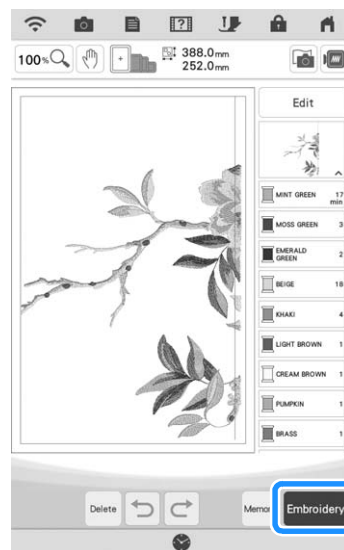 100% 388.0mm
252.0mm
Edit
MINT GREEN 17
min
MOSS GREEN 3
EMERALD
GREEN 2
BEIGE 18
KHAKI 4
LIGHT BROWN 1
CREAM BROWN 1
PUMPKIN 1
BRASS 1
Delete Embroidery